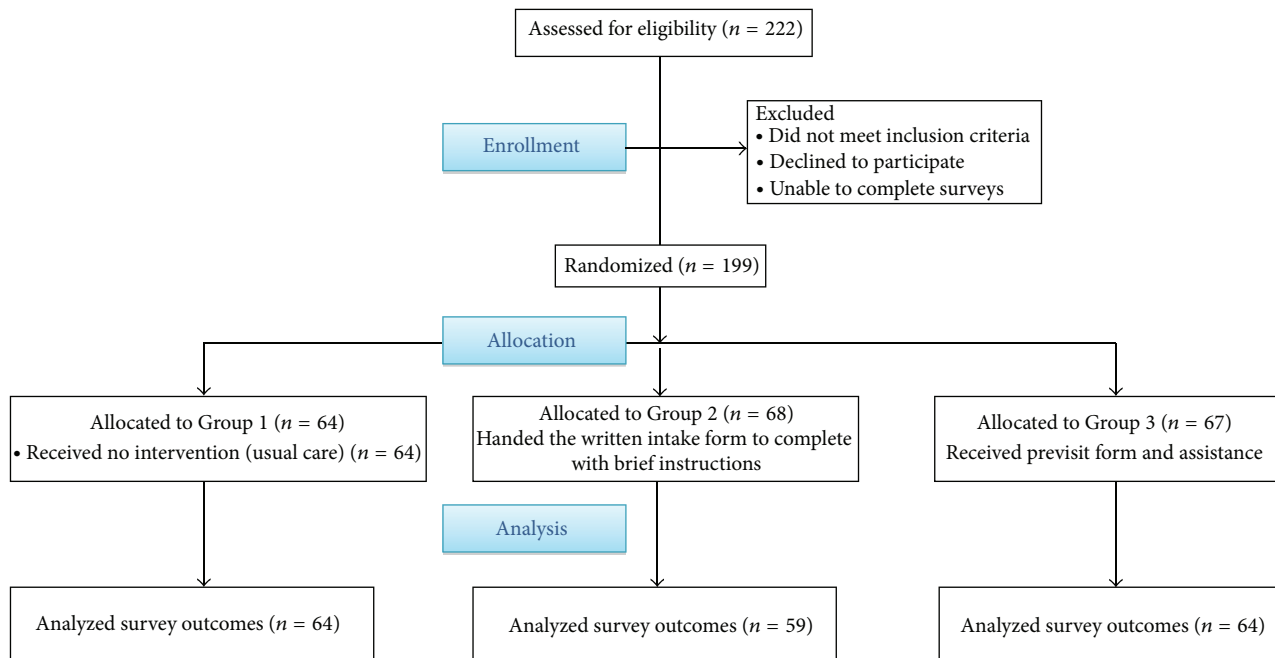 Assessed for eligibility (n = 222)
Enrollment
Excluded
• Did not meet inclusion criteria
• Declined to participate
• Unable to complete surveys
Randomized (n = 199)
Allocation
Allocated to Group 1 (n = 64)
• Received no intervention (usual care) (n = 64)
Allocated to Group 2 (n = 68)
Handed the written intake form to complete
with brief instructions
Allocated to Group 3 (n = 67)
Received previsit form and assistance
Analysis
Analyzed survey outcomes (n = 64)
Analyzed survey outcomes (n = 59)
Analyzed survey outcomes (n = 64)